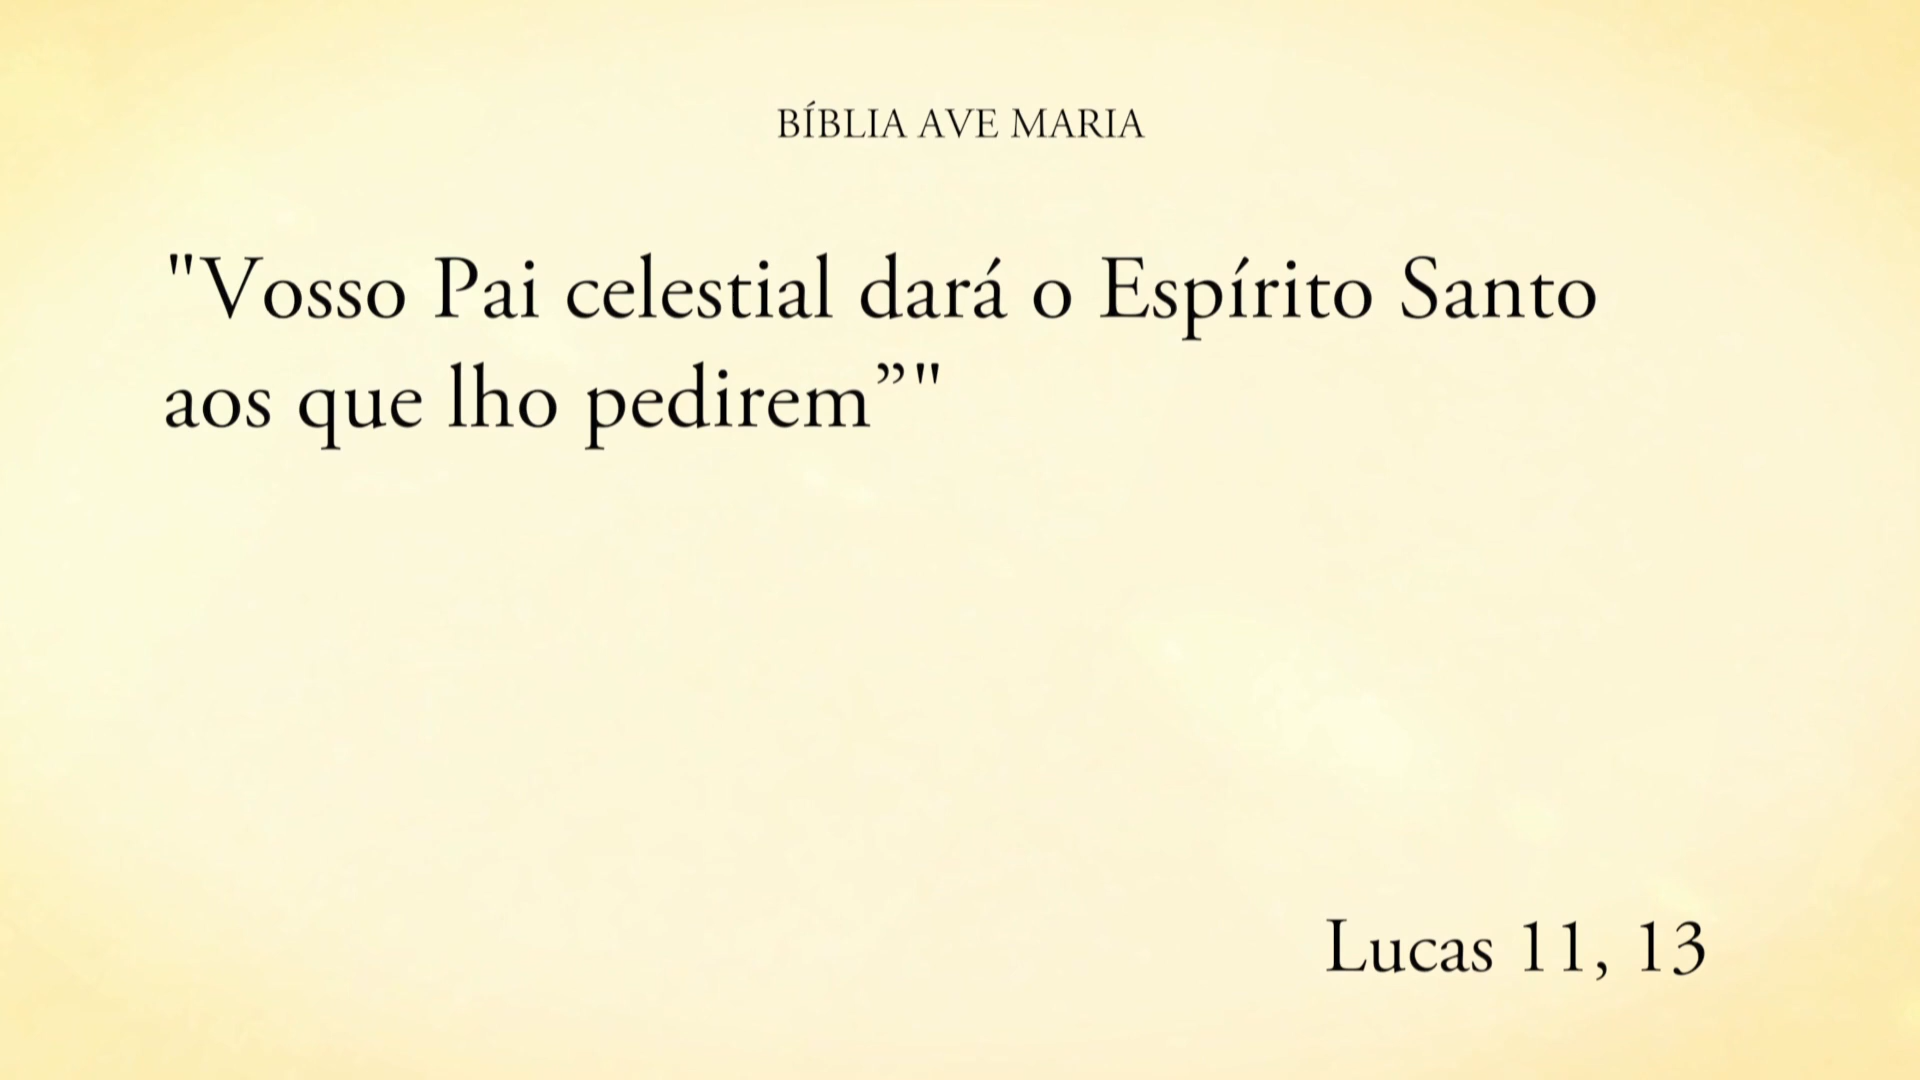 BÍBLIA AVE MARIA
"Vosso Pai celestial dará o Espírito Santo
aos que lho pedirem”"
Lucas 11, 13